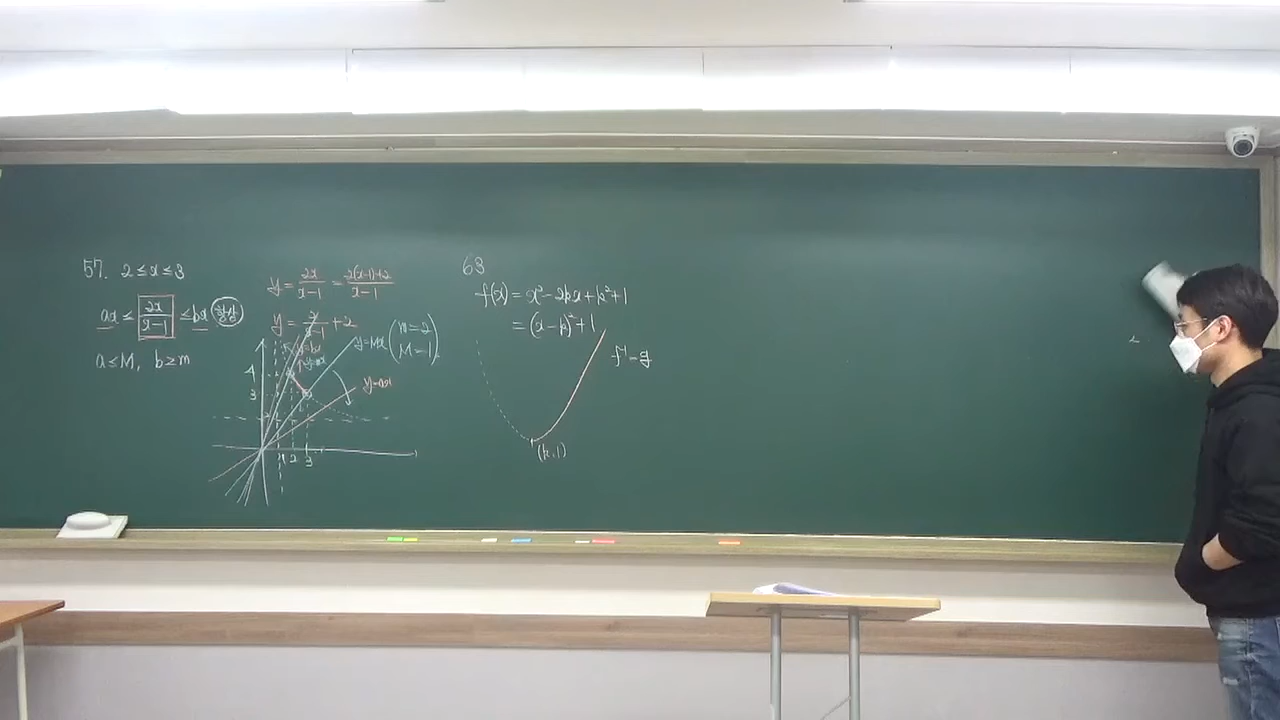 57. 2≤x≤3
ax ≤ 2x/x-1 ≤ bx 항상
a≤M, b≥m
y = 2x/x-1 = 2(x-1)+2/x-1
y = 2/x-1 + 2
y=Mx
(m=2
M=1)
y=ax
4
3
1 2 3
63
f(x) = x²-2kx+k²+1
= (x-k)²+1
(k,1)